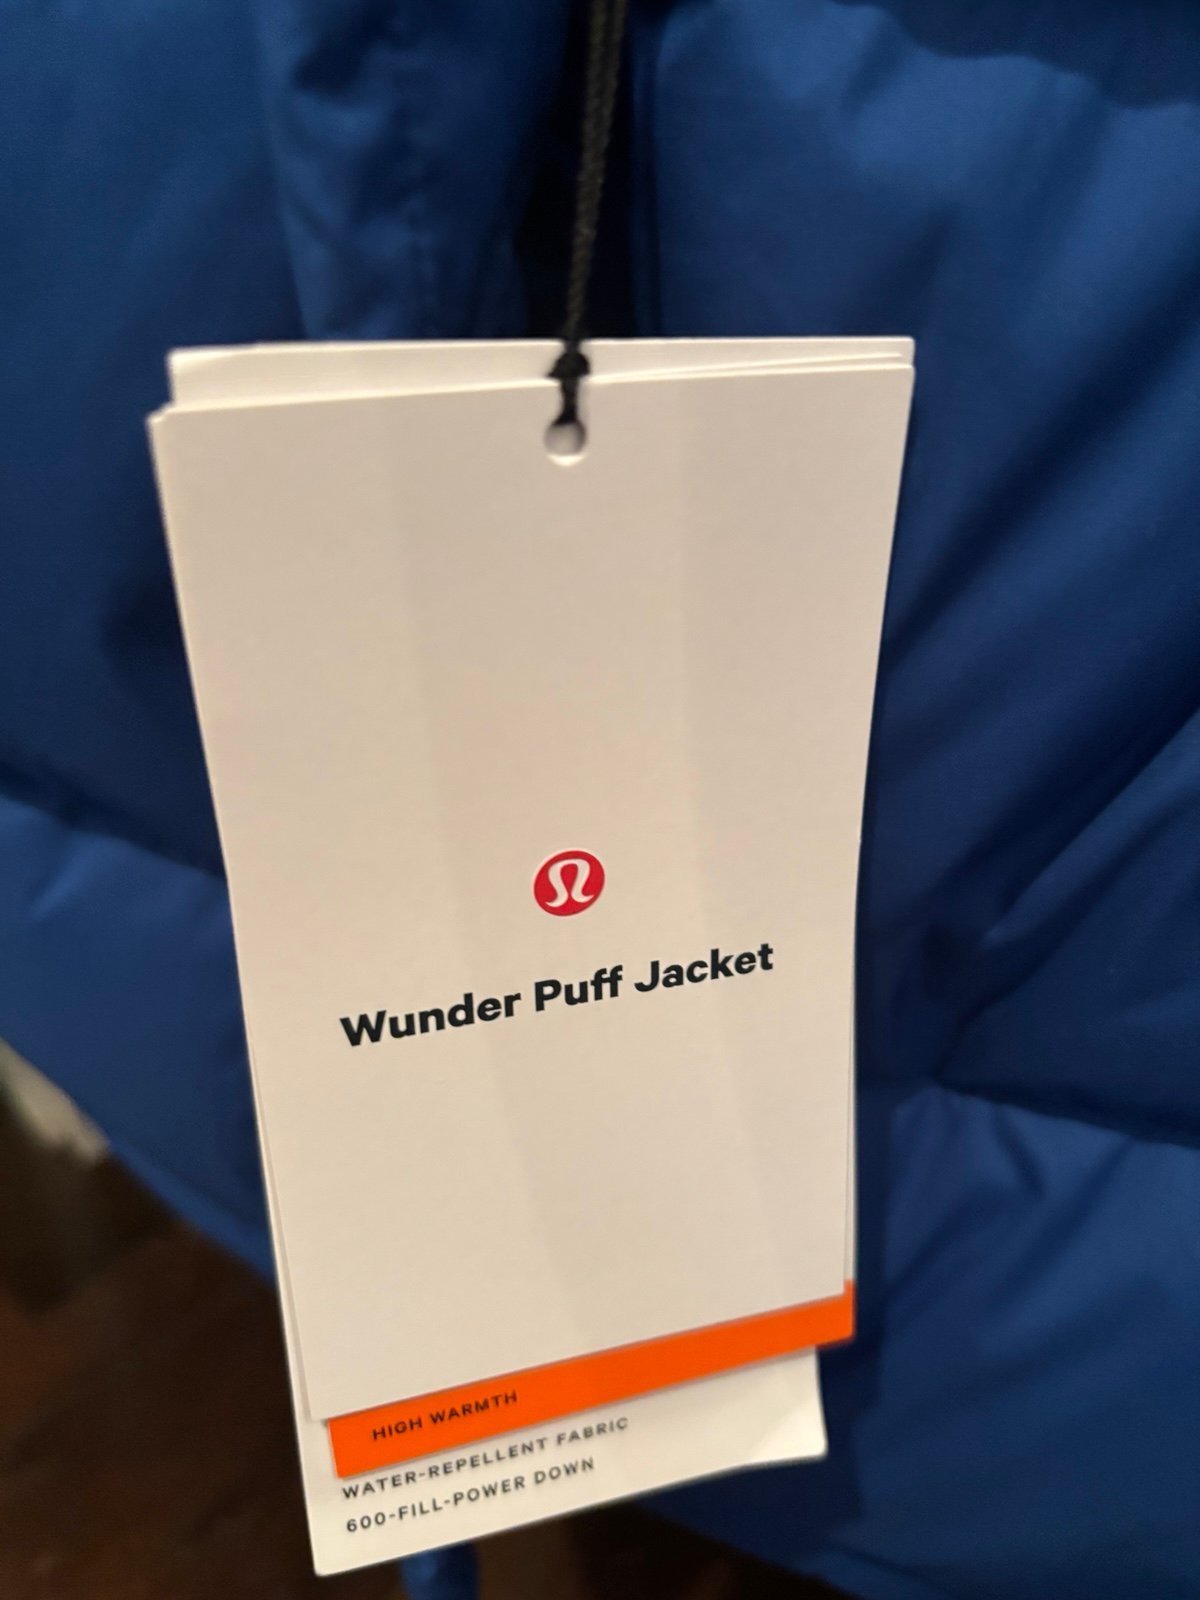 Wunder Puff Jacket
HIGH WARMTH
WATER-REPELLENT FABRIC
600-FILL-POWER DOWN